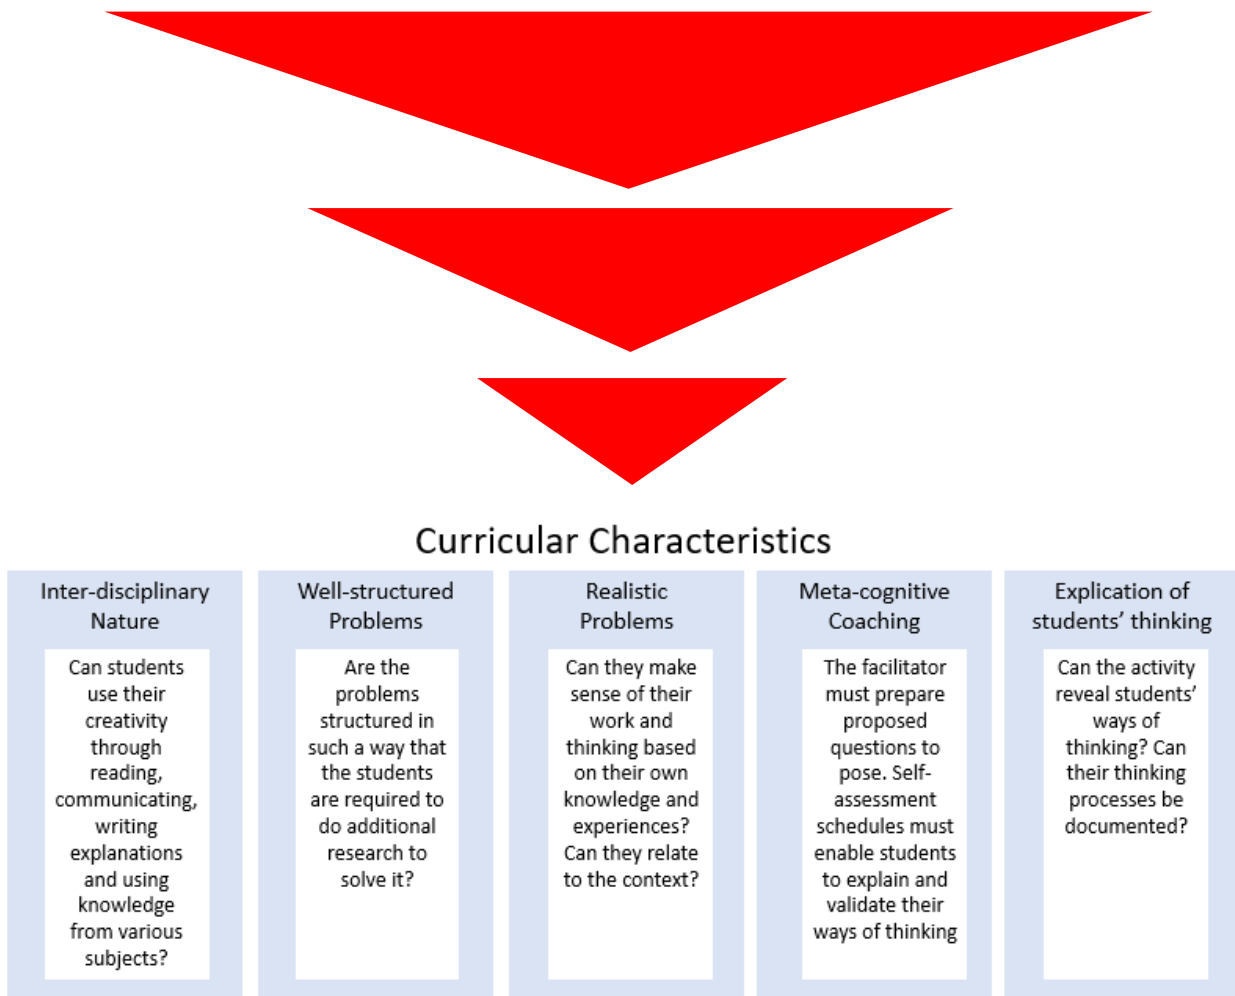 Curricular Characteristics
Inter-disciplinary
Nature
Can students
use their
creativity
through
reading,
communicating,
writing
explanations
and using
knowledge
from various
subjects?
Well-structured
Problems
Are the
problems
structured in
such a way that
the students
are required to
do additional
research to
solve it?
Realistic
Problems
Can they make
sense of their
work and
thinking based
on their own
knowledge and
experiences?
Can they relate
to the context?
Meta-cognitive
Coaching
The facilitator
must prepare
proposed
questions to
pose. Self-
assessment
schedules must
enable students
to explain and
validate their
ways of thinking
Explication of
students’ thinking
Can the activity
reveal students’
ways of
thinking? Can
their thinking
processes be
documented?